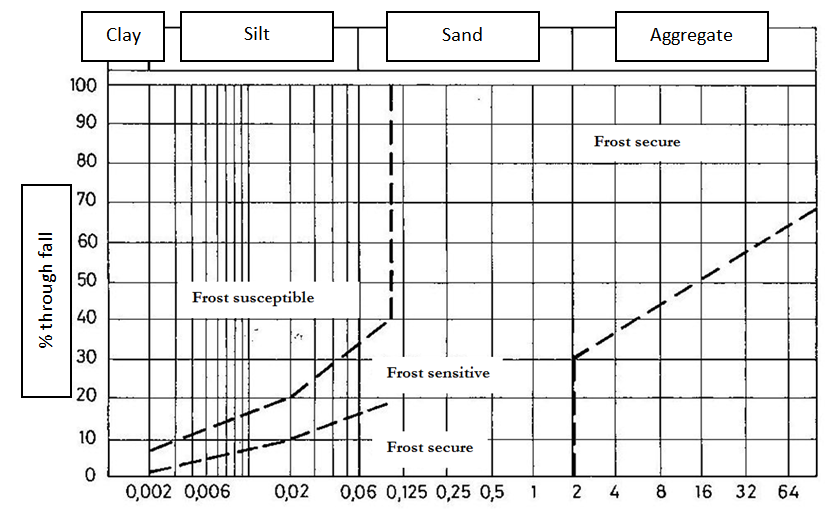 Clay Silt Sand Aggregate
100
90
Frost secure
80
70
60
% through fall
50
Frost susceptible
40
30
Frost sensitive
20
10
Frost secure
0
0,002 0,006 0,02 0,06 0,125 0,25 0,5 1 2 4 8 16 32 64